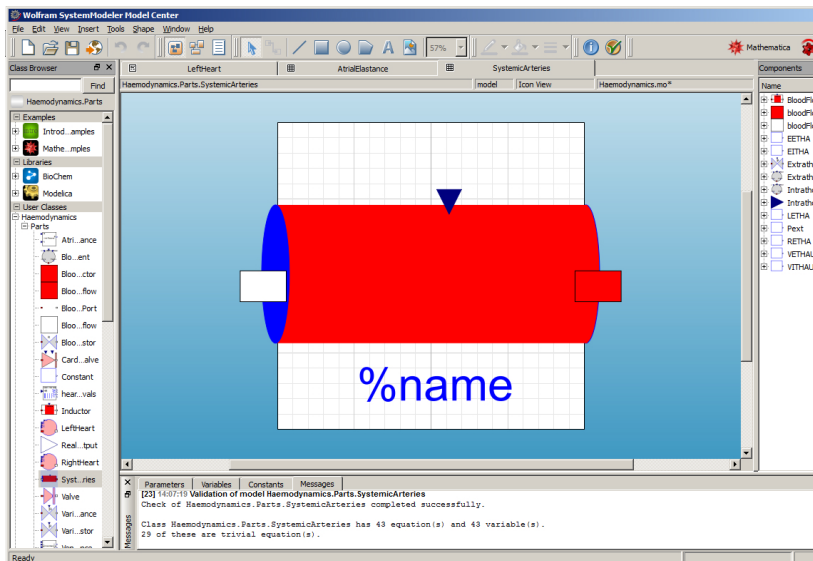 Wolfram SystemModeler Model Center
File Edit View Insert Tools Shape Window Help
57%
Mathematica
Class Browser
Find
Haemodynamics.Parts
Examples
Introd...amples
Mathe...mples
Libraries
BioChem
Modelica
User Classes
Haemodynamics
Parts
Atri...ance
Blo...ent
Bloo...ctor
Bloo...flow
Bloo...Port
Bloo...flow
Bloo...stor
Card...alve
Constant
hear...vals
Inductor
LeftHeart
Real...tput
RightHeart
Syst...ries
Valve
Vari...ance
Vari...stor
LeftHeart AtrialElastance SystemicArteries
Haemodynamics.Parts.SystemicArteries model Icon View Haemodynamics.mo*
%name
Components
Name
BloodFl
bloodFl
bloodFl
EETHA
EITHA
Extrath
Extrath
Intrath
Intrath
LETHA
Pext
RETHA
VETHAU
VITHAU
Parameters Variables Constants Messages
Messages
[23] 14:07:19 Validation of model Haemodynamics.Parts.SystemicArteries
Check of Haemodynamics.Parts.SystemicArteries completed successfully.
Class Haemodynamics.Parts.SystemicArteries has 43 equation(s) and 43 variable(s).
29 of these are trivial equation(s).
Ready